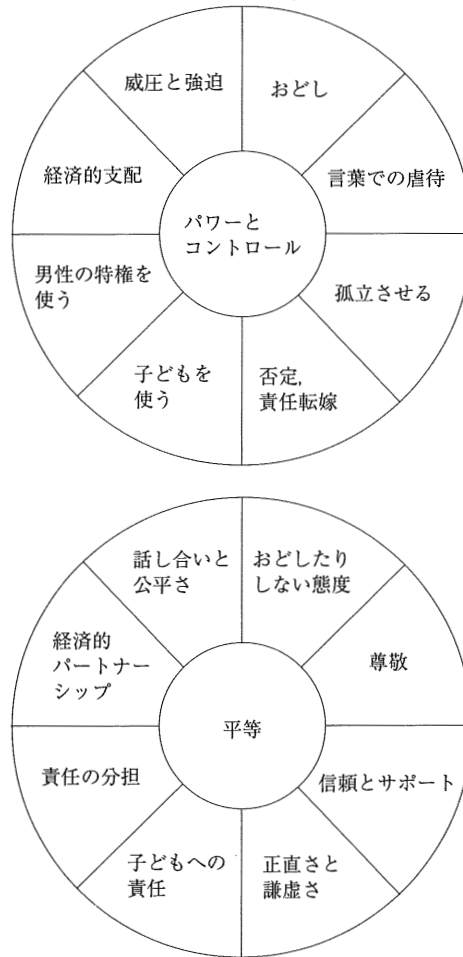 威圧と強迫
おどし
経済的支配
言葉での虐待
パワーと
コントロール
男性の特権を
使う
孤立させる
子どもを
使う
否定,
責任転嫁
話し合いと
公平さ
おどしたり
しない態度
経済的
パートナー
シップ
尊敬
平等
責任の分担
信頼とサポート
子どもへの
責任
正直さと
謙虚さ